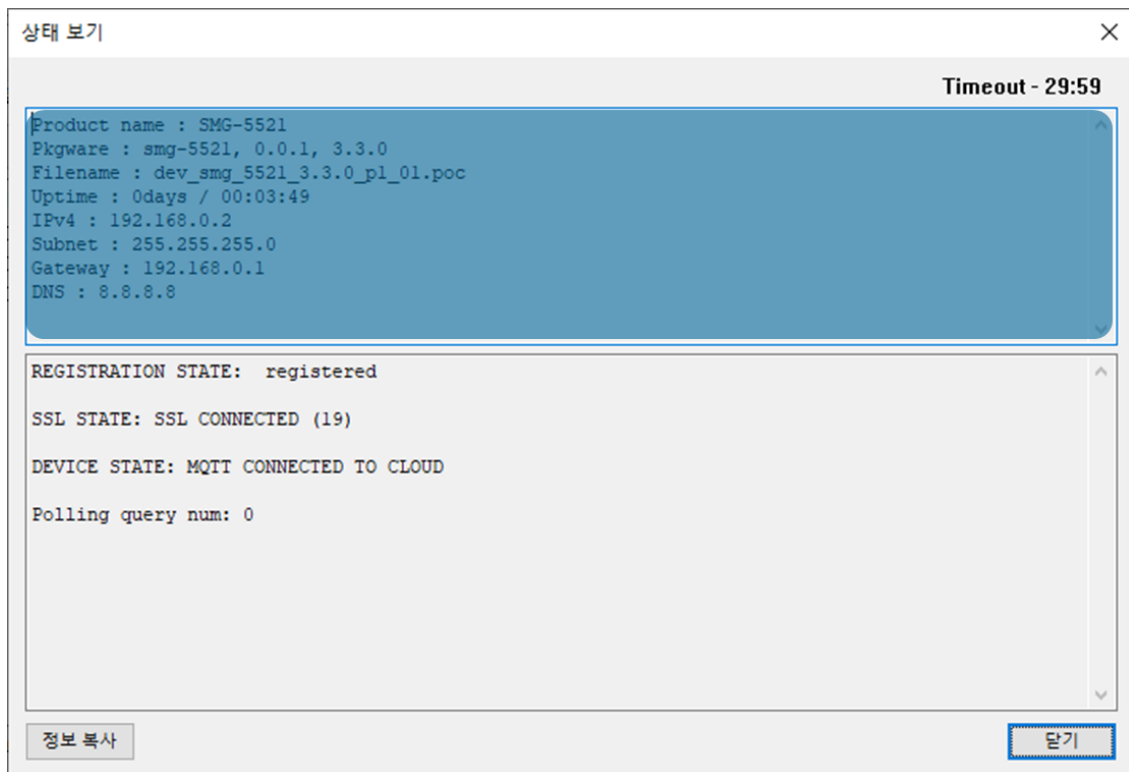 상태 보기
Timeout - 29:59
Product name : SMG-5521
Pkgware : smg-5521, 0.0.1, 3.3.0
Filename : dev_smg_5521_3.3.0_p1_01.poc
Uptime : 0days / 00:03:49
IPv4 : 192.168.0.2
Subnet : 255.255.255.0
Gateway : 192.168.0.1
DNS : 8.8.8.8
REGISTRATION STATE:  registered
SSL STATE: SSL CONNECTED (19)
DEVICE STATE: MQTT CONNECTED TO CLOUD
Polling query num: 0
정보 복사
닫기